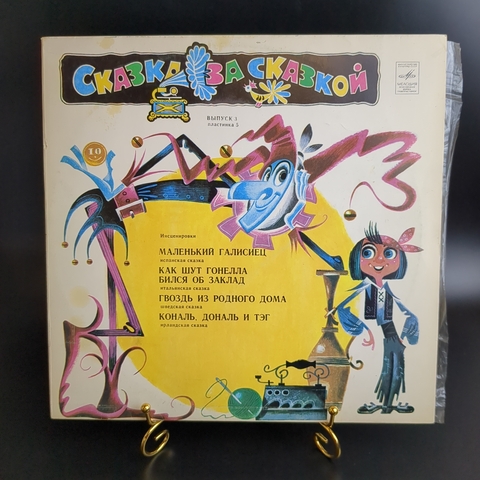 СКАЗКА ЗА СКАЗКОЙ
ВЫПУСК 1
пластинка 5
10
Инсценировки
МАЛЕНЬКИЙ ГАЛИСИЕЦ
испанская сказка
КАК ШУТ ГОНЕЛЛА
БИЛСЯ ОБ ЗАКЛАД
итальянская сказка
ГВОЗДЬ ИЗ РОДНОГО ДОМА
шведская сказка
КОНАЛЬ, ДОНАЛЬ И ТЭГ
ирландская сказка